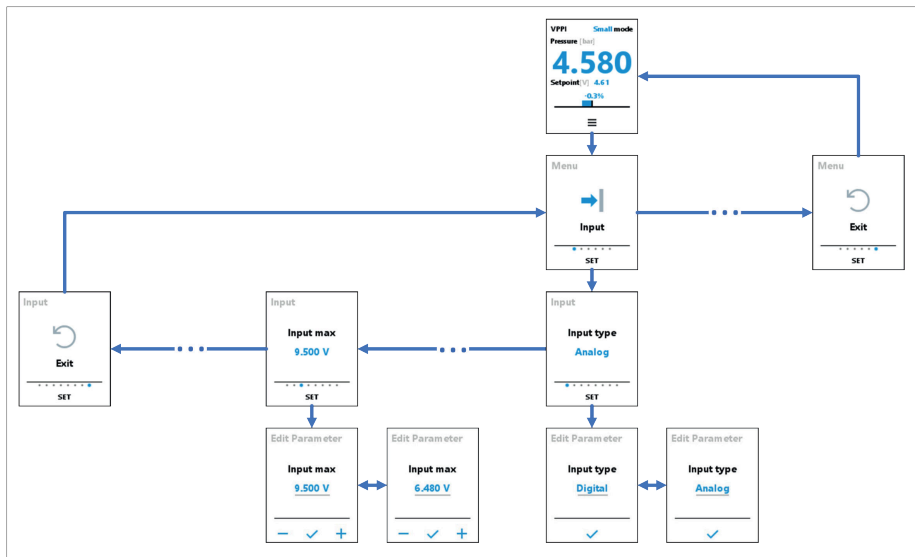 VPPI Small mode
Pressure [bar]
4.580
Setpoint[V] 4.61
-0.3%
Menu
Input
SET
Menu
Exit
SET
Input
Exit
SET
Input
Input max
9.500 V
SET
Input
Input type
Analog
SET
Edit Parameter
Input max
9.500 V
Edit Parameter
Input max
6.480 V
Edit Parameter
Input type
Digital
Edit Parameter
Input type
Analog